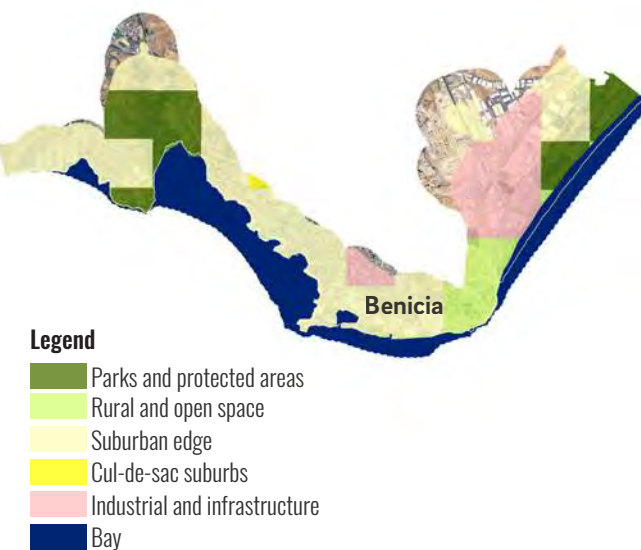 Benicia
Legend
Parks and protected areas
Rural and open space
Suburban edge
Cul-de-sac suburbs
Industrial and infrastructure
Bay